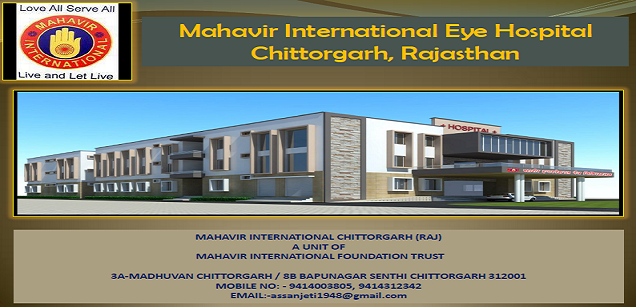 Love All Serve All
MAHAVIR
INTERNATIONAL
Live and Let Live
Mahavir International Eye Hospital
Chittorgarh, Rajasthan
+ HOSPITAL +
MAHAVIR INTERNATIONAL CHITTORGARH (RAJ)
A UNIT OF
MAHAVIR INTERNATIONAL FOUNDATION TRUST
3A-MADHUVAN CHITTORGARH / 8B BAPUNAGAR SENTHI CHITTORGARH 312001
MOBILE NO: - 9414003805, 9414312342
EMAIL:-assanjeti1948@gmail.com